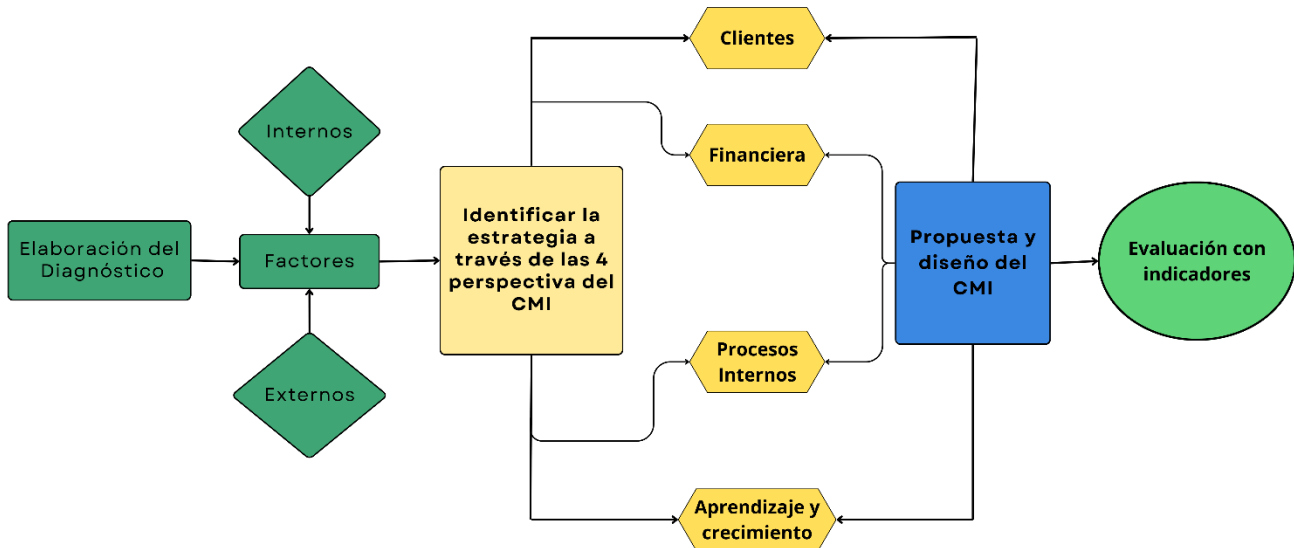 Internos
Elaboración del
Diagnóstico
Factores
Externos
Identificar la
estrategia a
través de las 4
perspectiva del
CMI
Clientes
Financiera
Procesos
Internos
Aprendizaje y
crecimiento
Propuesta y
diseño del
CMI
Evaluación con
indicadores